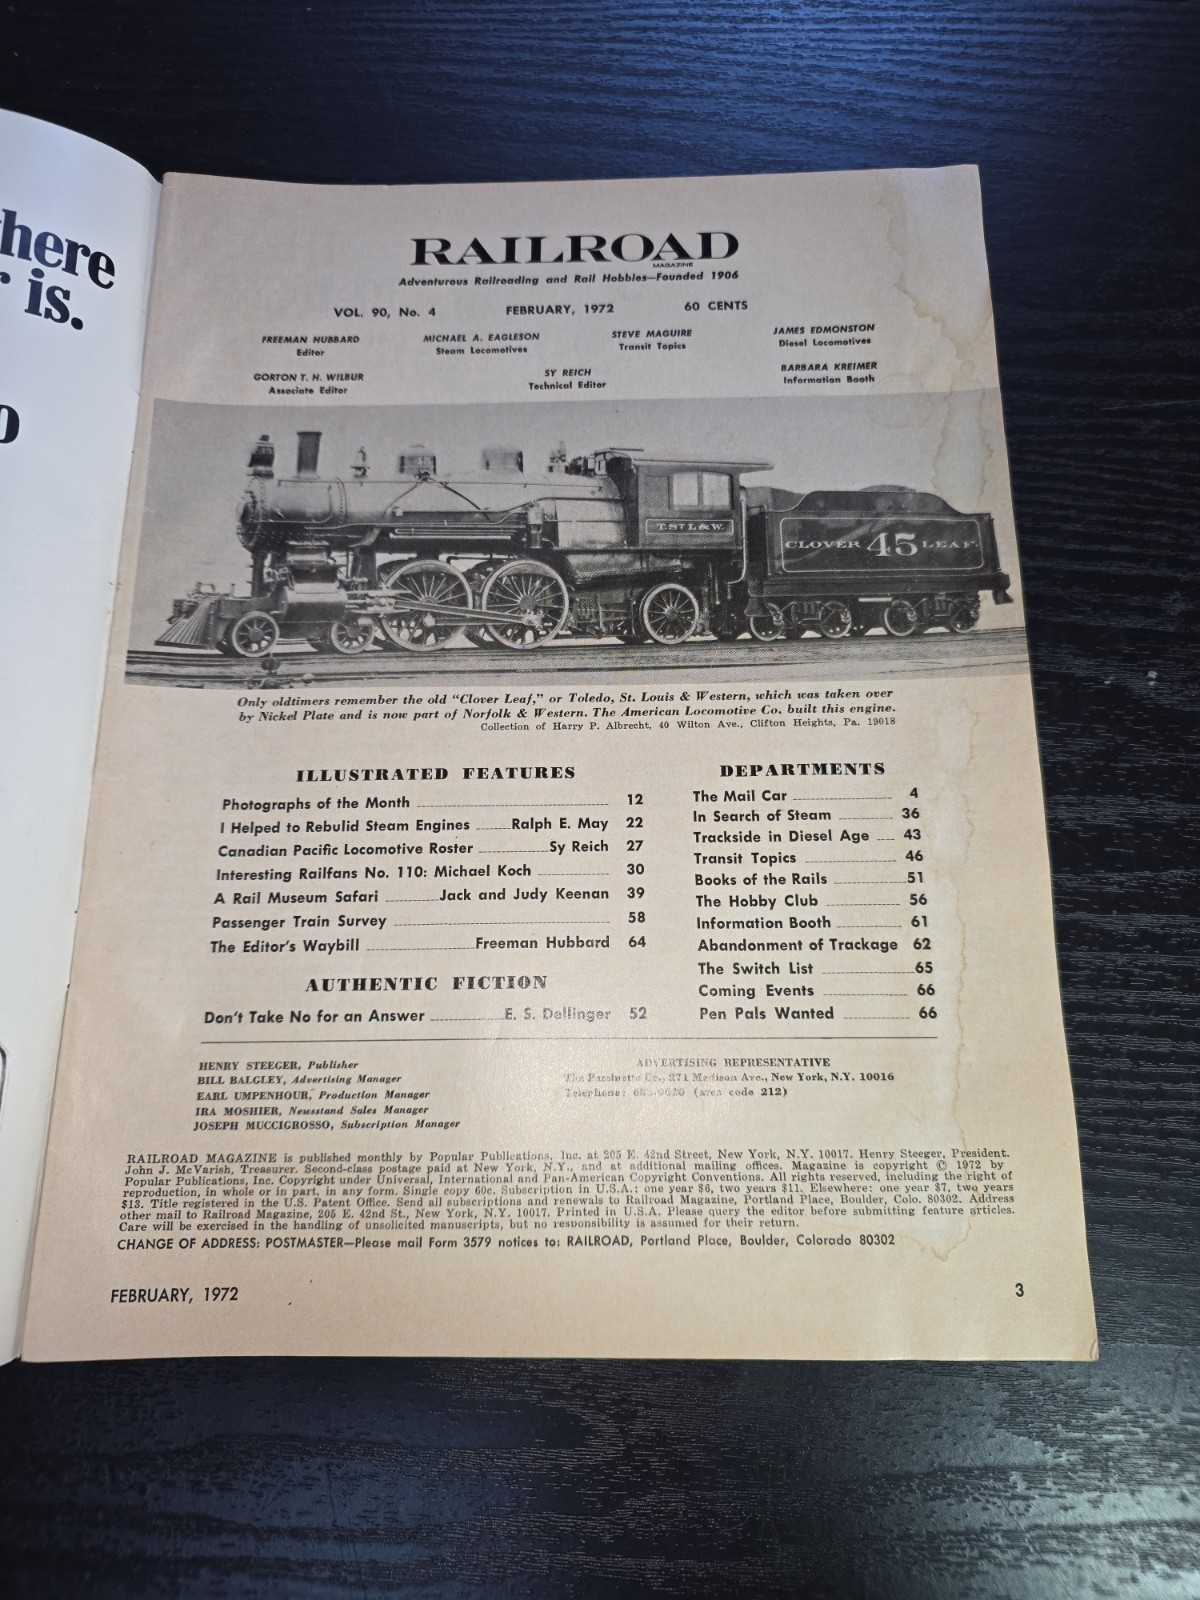 here
is.
RAILROAD
MAGAZINE
Adventurous Railroading and Rail Hobbies—Founded 1906
VOL. 90, No. 4 FEBRUARY, 1972 60 CENTS
FREEMAN HUBBARD MICHAEL A. EAGLESON STEVE MAGUIRE JAMES EDMONSTON
Editor Steam Locomotives Transit Topics Diesel Locomotives
GORTON T. H. WILBUR SY REICH BARBARA KREIMER
Associate Editor Technical Editor Information Booth
T. ST L. & W.
CLOVER 45 LEAF
Only oldtimers remember the old "Clover Leaf," or Toledo, St. Louis & Western, which was taken over
by Nickel Plate and is now part of Norfolk & Western. The American Locomotive Co. built this engine.
Collection of Harry P. Albrecht, 40 Wilton Ave., Clifton Heights, Pa. 19018
ILLUSTRATED FEATURES
Photographs of the Month 12
I Helped to Rebulid Steam Engines Ralph E. May 22
Canadian Pacific Locomotive Roster Sy Reich 27
Interesting Railfans No. 110: Michael Koch 30
A Rail Museum Safari Jack and Judy Keenan 39
Passenger Train Survey 58
The Editor's Waybill Freeman Hubbard 64
AUTHENTIC FICTION
Don't Take No for an Answer E. S. Dellinger 52
DEPARTMENTS
The Mail Car 4
In Search of Steam 36
Trackside in Diesel Age 43
Transit Topics 46
Books of the Rails 51
The Hobby Club 56
Information Booth 61
Abandonment of Trackage 62
The Switch List 65
Coming Events 66
Pen Pals Wanted 66
HENRY STEEGER, Publisher
BILL BALGLEY, Advertising Manager
EARL UMPENHOUR, Production Manager
IRA MOSHIER, Newsstand Sales Manager
JOSEPH MUCCIGROSSO, Subscription Manager
ADVERTISING REPRESENTATIVE
The Co., 271 Madison Ave., New York, N.Y. 10016
Telephone: (area code 212)
RAILROAD MAGAZINE is published monthly by Popular Publications, Inc. at 205 E. 42nd Street, New York, N.Y. 10017. Henry Steeger, President.
John J. McVarish, Treasurer. Second-class postage paid at New York, N.Y., and at additional mailing offices. Magazine is copyright © 1972 by
Popular Publications, Inc. Copyright under Universal, International and Pan-American Copyright Conventions. All rights reserved, including the right of
reproduction, in whole or in part, in any form. Single copy 60c. Subscription in U.S.A.: one year $6, two years $11. Elsewhere: one year $7, two years
$13. Title registered in the U.S. Patent Office. Send all subscriptions and renewals to Railroad Magazine, Portland Place, Boulder, Colo. 80302. Address
other mail to Railroad Magazine, 205 E. 42nd St., New York, N.Y. 10017. Printed in U.S.A. Please query the editor before submitting feature articles.
Care will be exercised in the handling of unsolicited manuscripts, but no responsibility is assumed for their return.
CHANGE OF ADDRESS: POSTMASTER—Please mail Form 3579 notices to: RAILROAD, Portland Place, Boulder, Colorado 80302
FEBRUARY, 1972 3